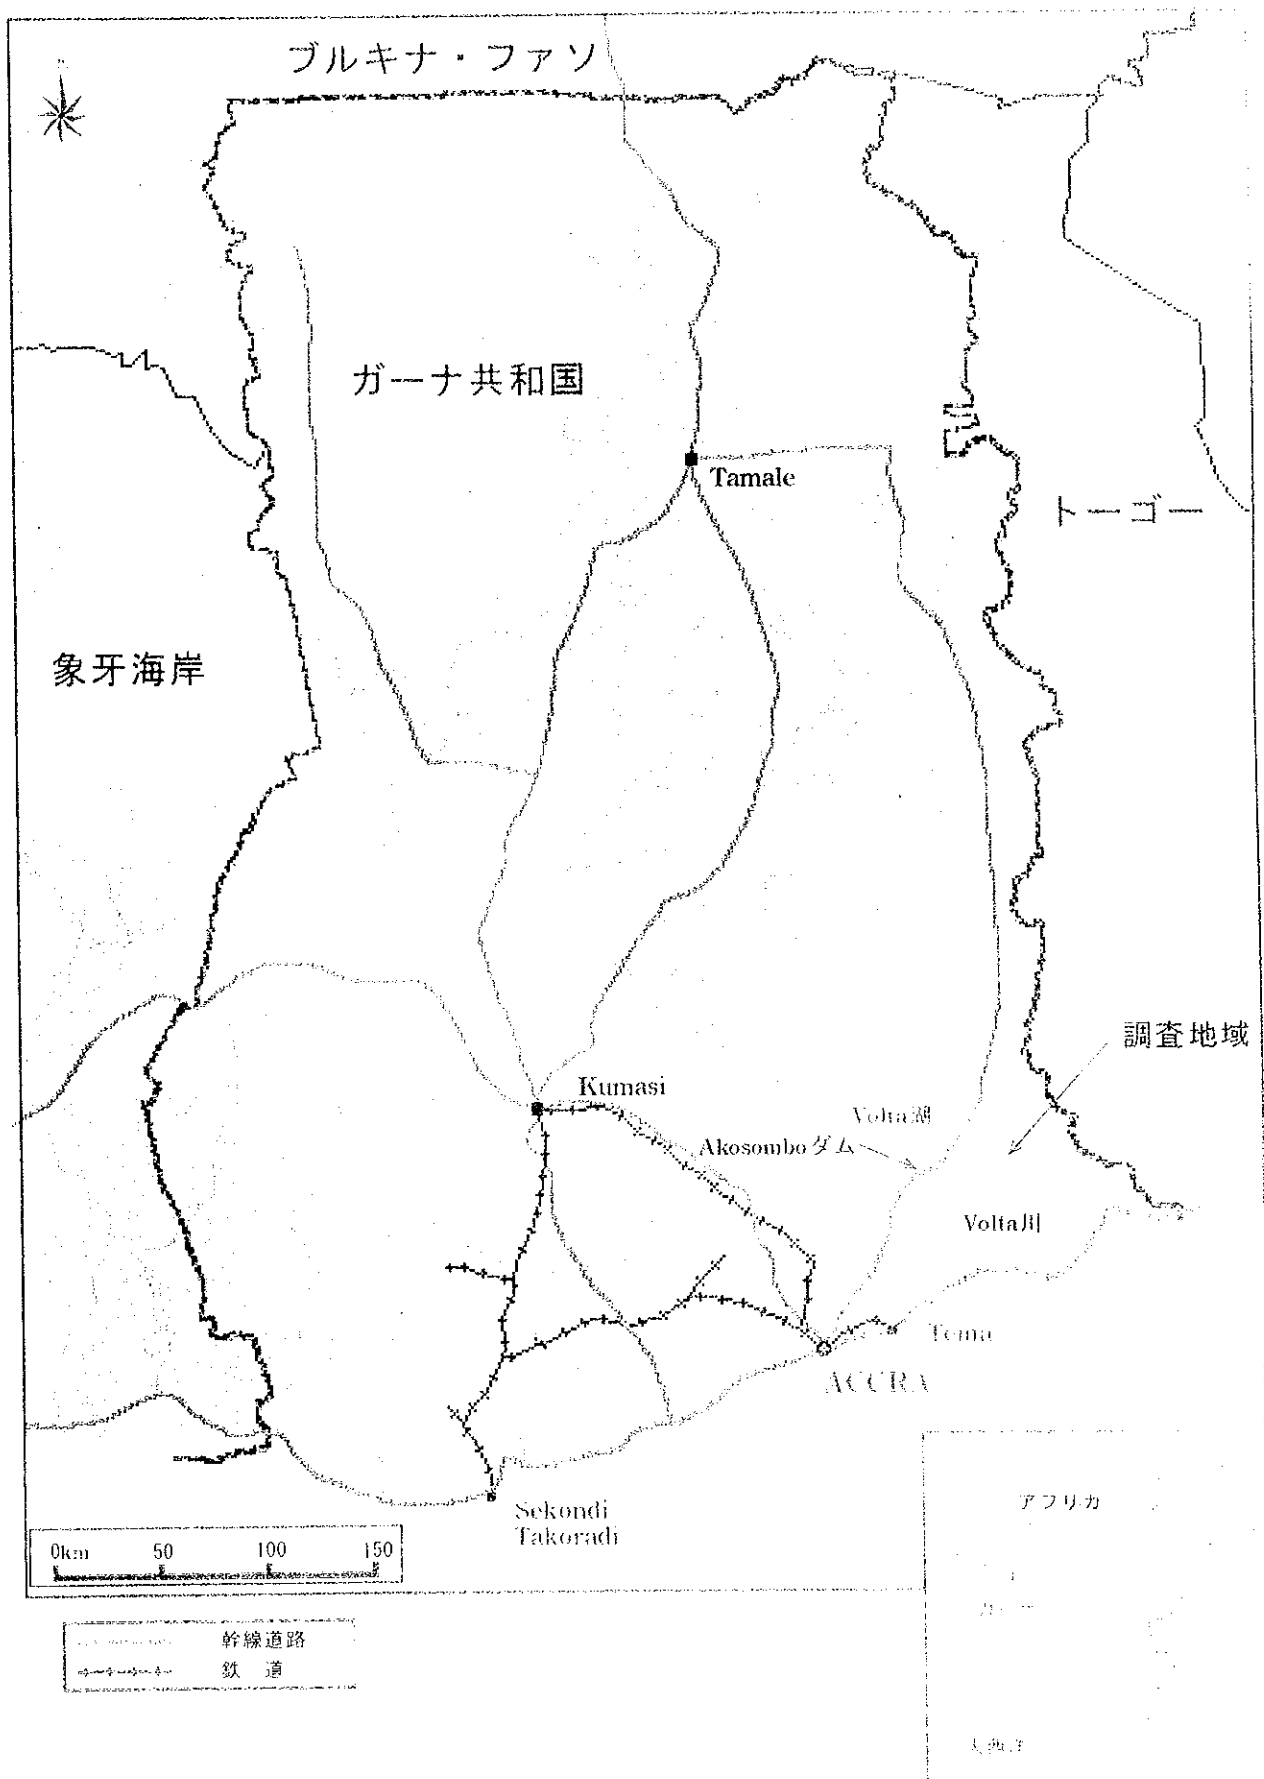 ブルキナ・ファソ
ガーナ共和国
Tamale
トーゴー
象牙海岸
調査地域
Kumasi
Volta湖
Akosomboダム
Volta川
Tema
ACCRA
Sekondi
Takoradi
アフリカ
0km 50 100 150
幹線道路
鉄 道
大西洋